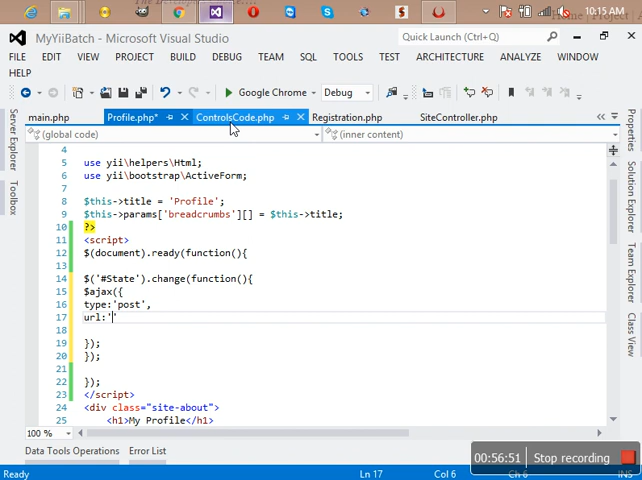 Home | Project | A
10:15 AM
MyYiiBatch - Microsoft Visual Studio
Quick Launch (Ctrl+Q)
FILE EDIT VIEW PROJECT BUILD DEBUG TEAM SQL TOOLS TEST ARCHITECTURE ANALYZE WINDOW
HELP
Google Chrome Debug
main.php Profile.php* ControlsCode.php Registration.php SiteController.php
(global code) (inner content)
Server Explorer
Toolbox
Properties
Solution Explorer
Team Explorer
Class View
4
5 use yii\helpers\Html;
6 use yii\bootstrap\ActiveForm;
7
8 $this->title = 'Profile';
9 $this->params['breadcrumbs'][] = $this->title;
10 ?>
11 <script>
12 $(document).ready(function(){
13
14 $('#State').change(function(){
15 $ajax({
16 type:'post',
17 url:''
18
19 });
20 });
21
22 });
23 </script>
24 <div class="site-about">
25 <h1>My Profile</h1>
100 %
Data Tools Operations Error List
00:56:51 Stop recording
Ready Ln 17 Col 6 Ch 6 INS